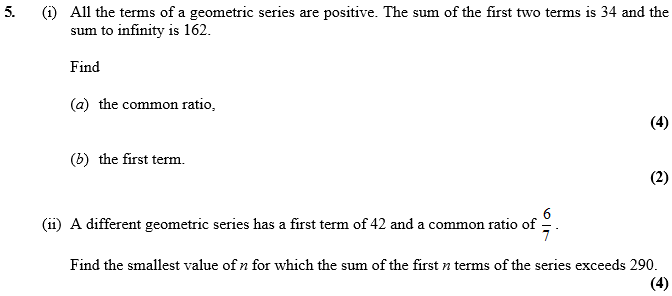 5. (i) All the terms of a geometric series are positive. The sum of the first two terms is 34 and the
sum to infinity is 162.
Find
(a) the common ratio,
(4)
(b) the first term.
(2)
(ii) A different geometric series has a first term of 42 and a common ratio of 6/7.
Find the smallest value of n for which the sum of the first n terms of the series exceeds 290.
(4)